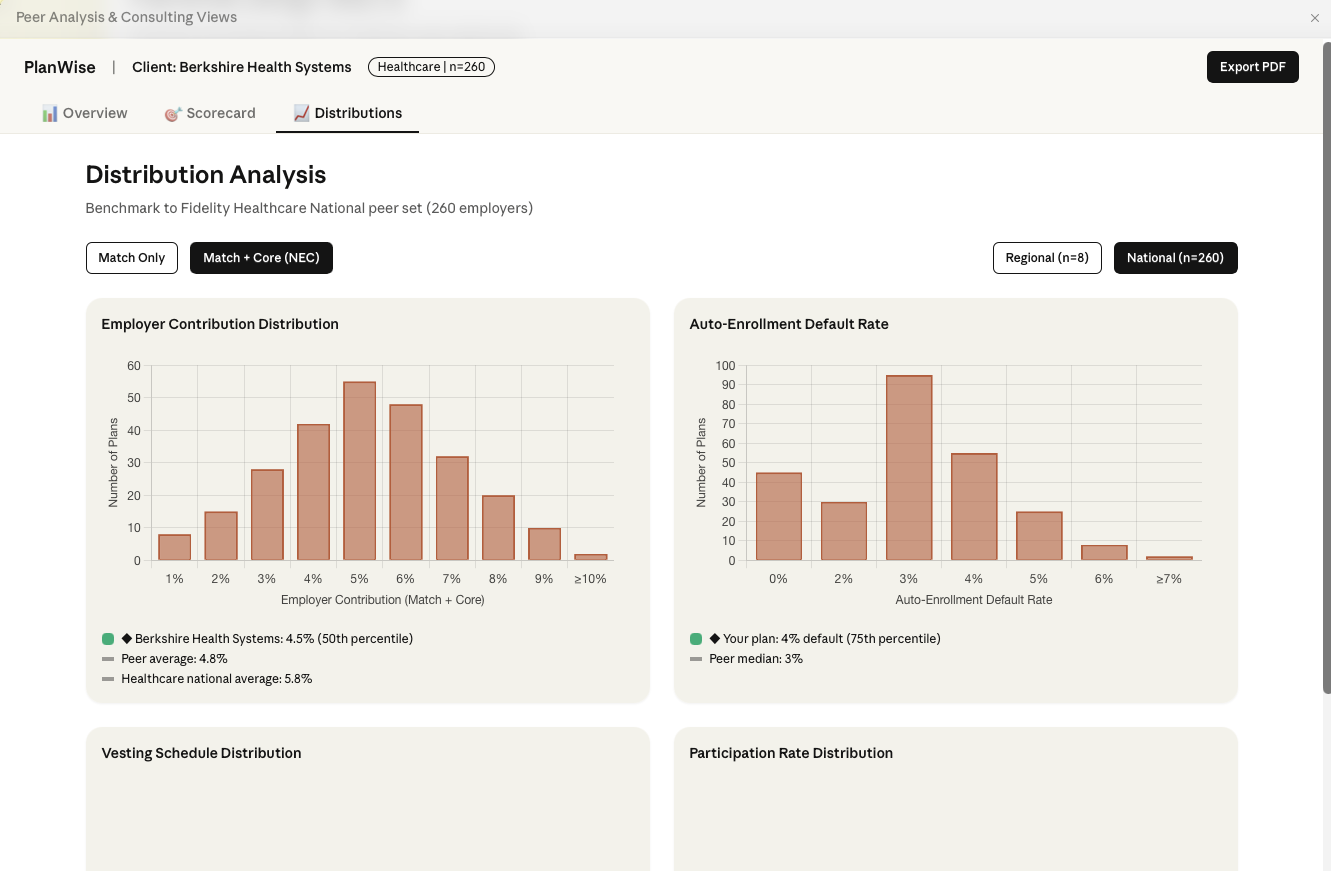 Peer Analysis & Consulting Views ×
PlanWise | Client: Berkshire Health Systems Healthcare | n=260 Export PDF
Overview Scorecard Distributions
Distribution Analysis
Benchmark to Fidelity Healthcare National peer set (260 employers)
Match Only Match + Core (NEC) Regional (n=8) National (n=260)
Employer Contribution Distribution
60
50
40
30
20
10
0
Number of Plans
1% 2% 3% 4% 5% 6% 7% 8% 9% ≥10%
Employer Contribution (Match + Core)
◆ Berkshire Health Systems: 4.5% (50th percentile)
Peer average: 4.8%
Healthcare national average: 5.8%
Auto-Enrollment Default Rate
100
90
80
70
60
50
40
30
20
10
0
Number of Plans
0% 2% 3% 4% 5% 6% ≥7%
Auto-Enrollment Default Rate
◆ Your plan: 4% default (75th percentile)
Peer median: 3%
Vesting Schedule Distribution
Participation Rate Distribution